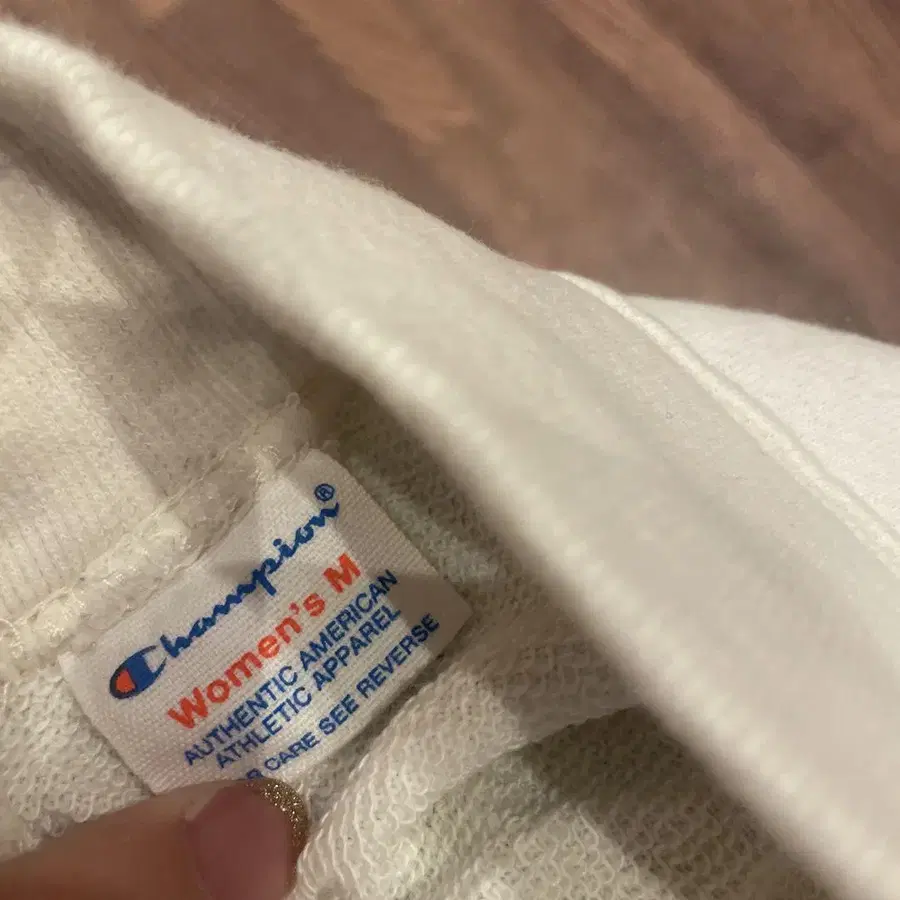 Champion®
Women's M
AUTHENTIC AMERICAN
ATHLETIC APPAREL
CARE SEE REVERSE